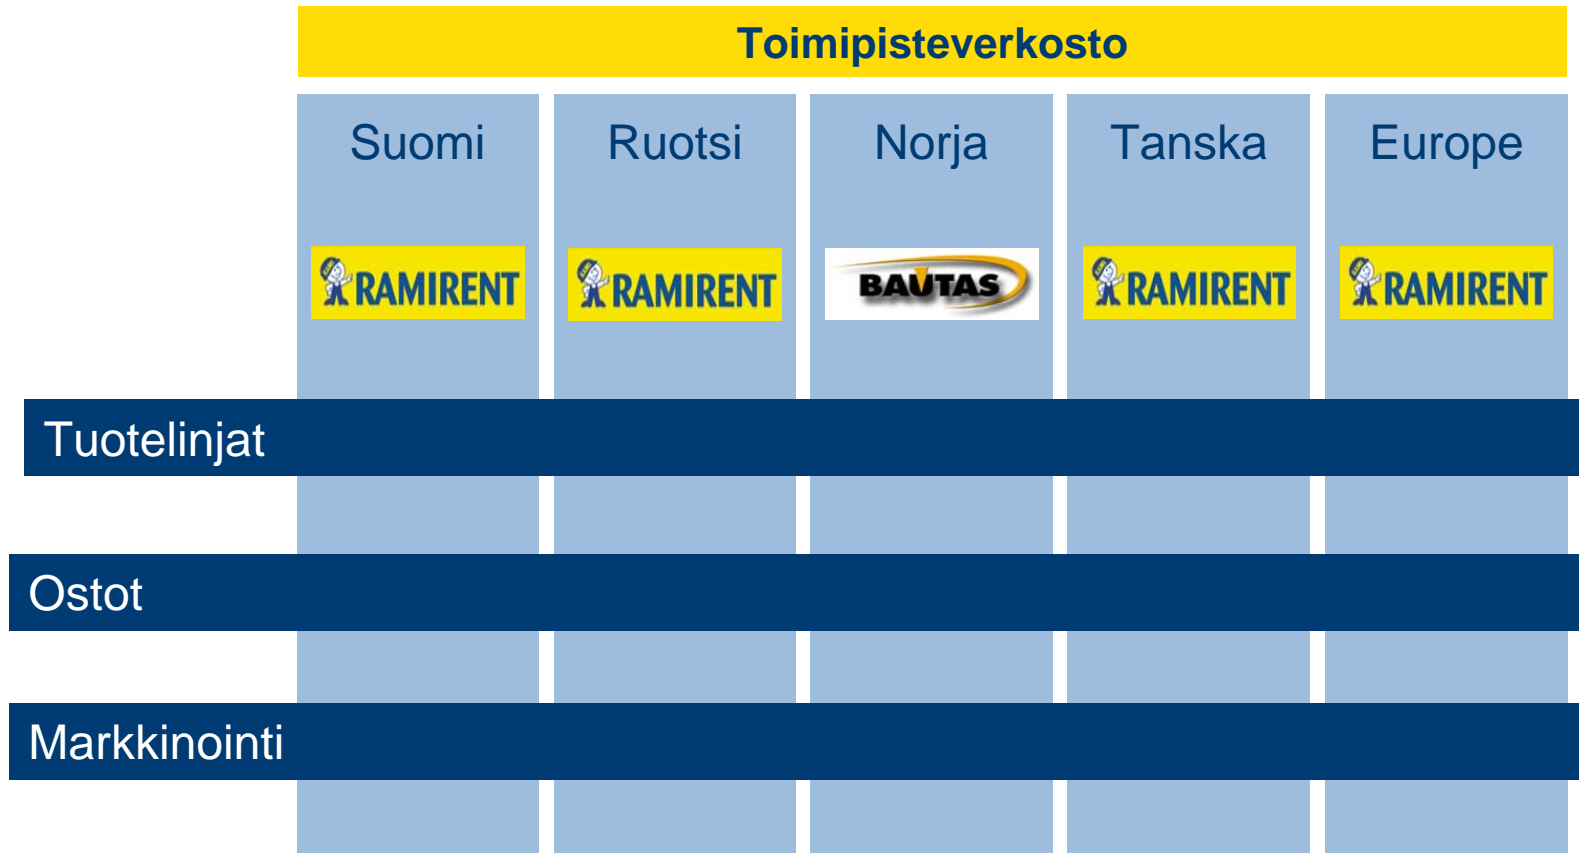 Toimipisteverkosto
Suomi Ruotsi Norja Tanska Europe
RAMIRENT RAMIRENT BAUTAS RAMIRENT RAMIRENT
Tuotelinjat
Ostot
Markkinointi